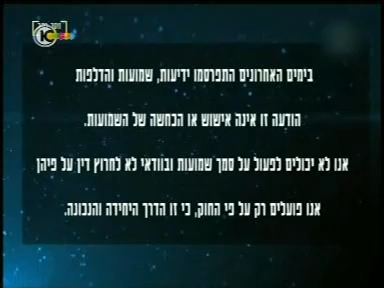 בימים האחרונים התפרסמו ידיעות, שמועות והדלפות
הודעה זו אינה אישוש או הכחשה של השמועות.
אנו לא יכולים לפעול על סמך שמועות ובוודאי לא לחרוץ דין על פיהן
אנו פועלים רק על פי החוק, כי זו הדרך היחידה והנכונה.